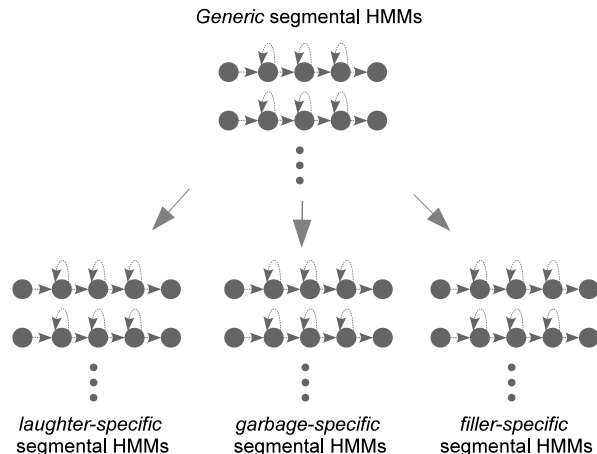 Generic segmental HMMs
laughter-specific
segmental HMMs
garbage-specific
segmental HMMs
filler-specific
segmental HMMs